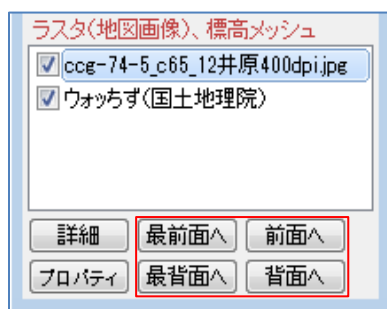 ラスタ(地図画像)、標高メッシュ
ccg-74-5_c65_12井原400dpi.jpg
ウォッちず(国土地理院)
詳細 最前面へ 前面へ
プロパティ 最背面へ 背面へ